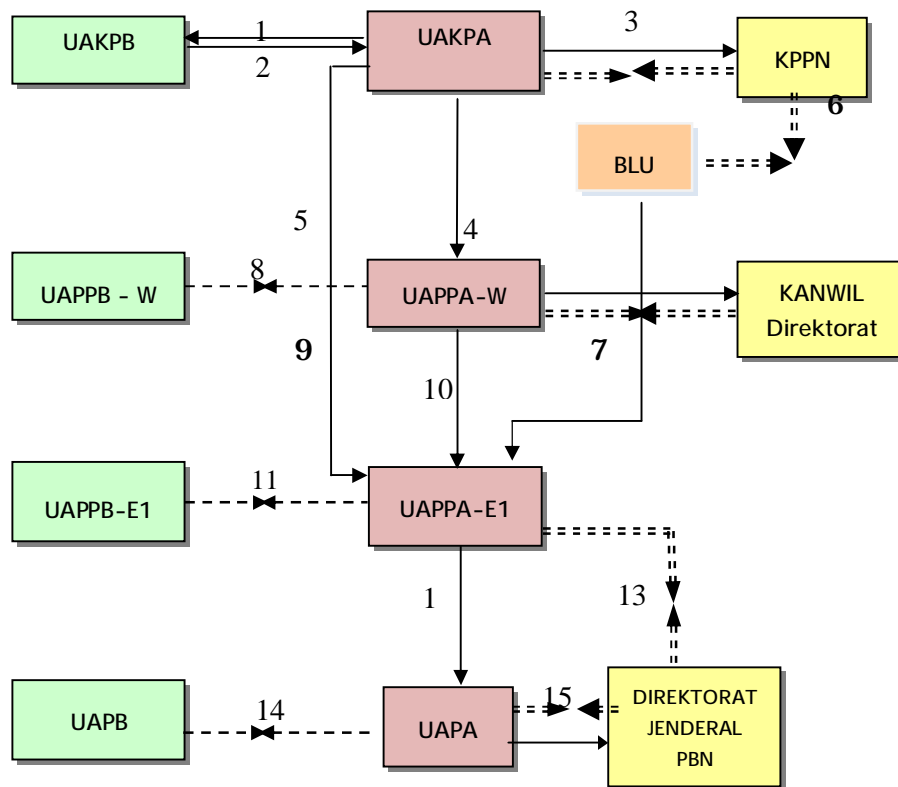 UAKPB
1
2
UAKPA
3
KPPN
6
BLU
5
4
UAPPB - W
8
UAPPA-W
KANWIL
Direktorat
9
10
7
UAPPB-E1
11
UAPPA-E1
1
13
UAPB
14
UAPA
15
DIREKTORAT
JENDERAL
PBN